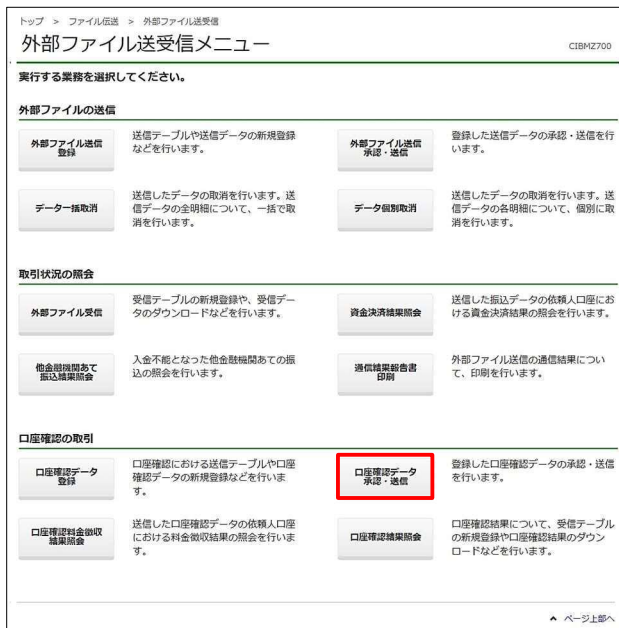 トップ > ファイル伝送 > 外部ファイル送受信
外部ファイル送受信メニュー
CIBMZ700
実行する業務を選択してください。
外部ファイルの送信
外部ファイル送信
登録
送信テーブルや送信データの新規登録
などを行います。
外部ファイル送信
承認・送信
登録した送信データの承認・送信を行
います。
データ一括取消
送信したデータの取消を行います。送
信データの全明細について、一括で取
消を行います。
データ個別取消
送信したデータの取消を行います。送
信データの各明細について、個別に取
消を行います。
取引状況の照会
外部ファイル受信
受信テーブルの新規登録や、受信デー
タのダウンロードなどを行います。
資金決済結果照会
送信した振込データの依頼人口座にお
ける資金決済結果の照会を行います。
他金融機関あて
振込結果照会
入金不能となった他金融機関あての振
込の照会を行います。
通信結果報告書
印刷
外部ファイル送信の通信結果につい
て、印刷を行います。
口座確認の取引
口座確認データ
登録
口座確認における送信テーブルや口座
確認データの新規登録などを行いま
す。
口座確認データ
承認・送信
登録した口座確認データの承認・送信
を行います。
口座確認料金徴収
結果照会
送信した口座確認データの依頼人口座
における料金徴収結果の照会を行いま
す。
口座確認結果照会
口座確認結果について、受信テーブル
の新規登録や口座確認結果のダウン
ロードなどを行います。
ページ上部へ